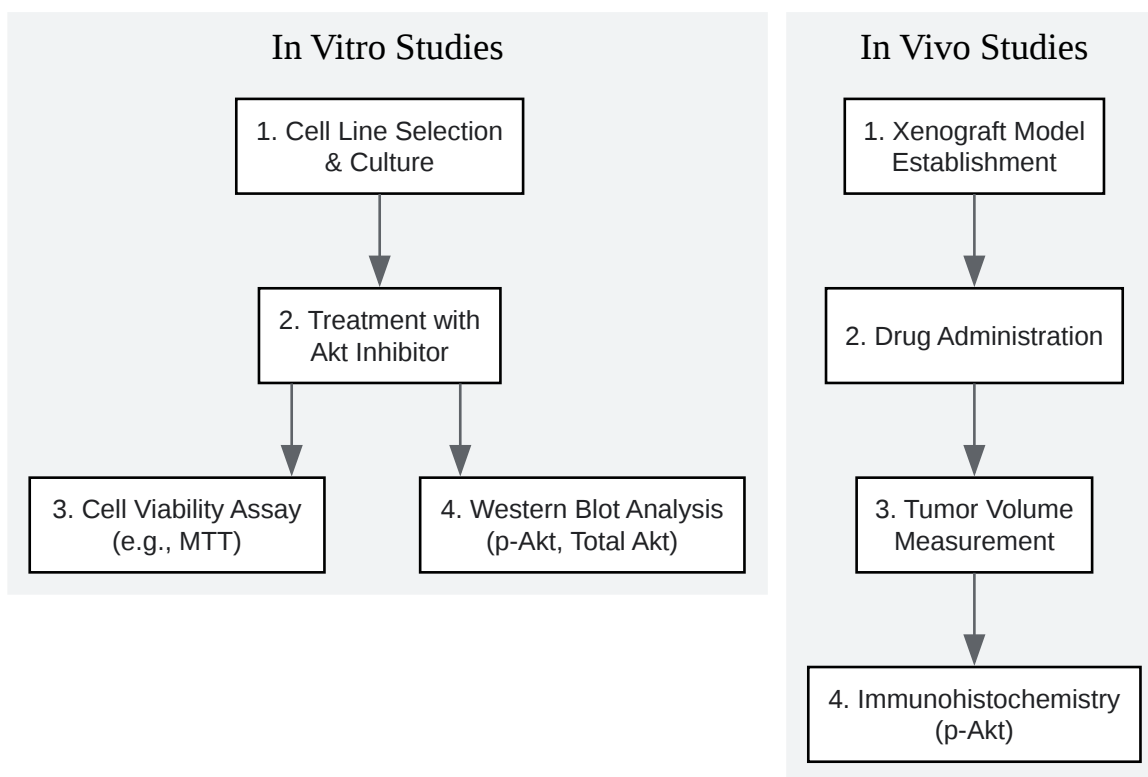 In Vitro Studies
1. Cell Line Selection
& Culture
2. Treatment with
Akt Inhibitor
3. Cell Viability Assay
(e.g., MTT)
4. Western Blot Analysis
(p-Akt, Total Akt)
In Vivo Studies
1. Xenograft Model
Establishment
2. Drug Administration
3. Tumor Volume
Measurement
4. Immunohistochemistry
(p-Akt)